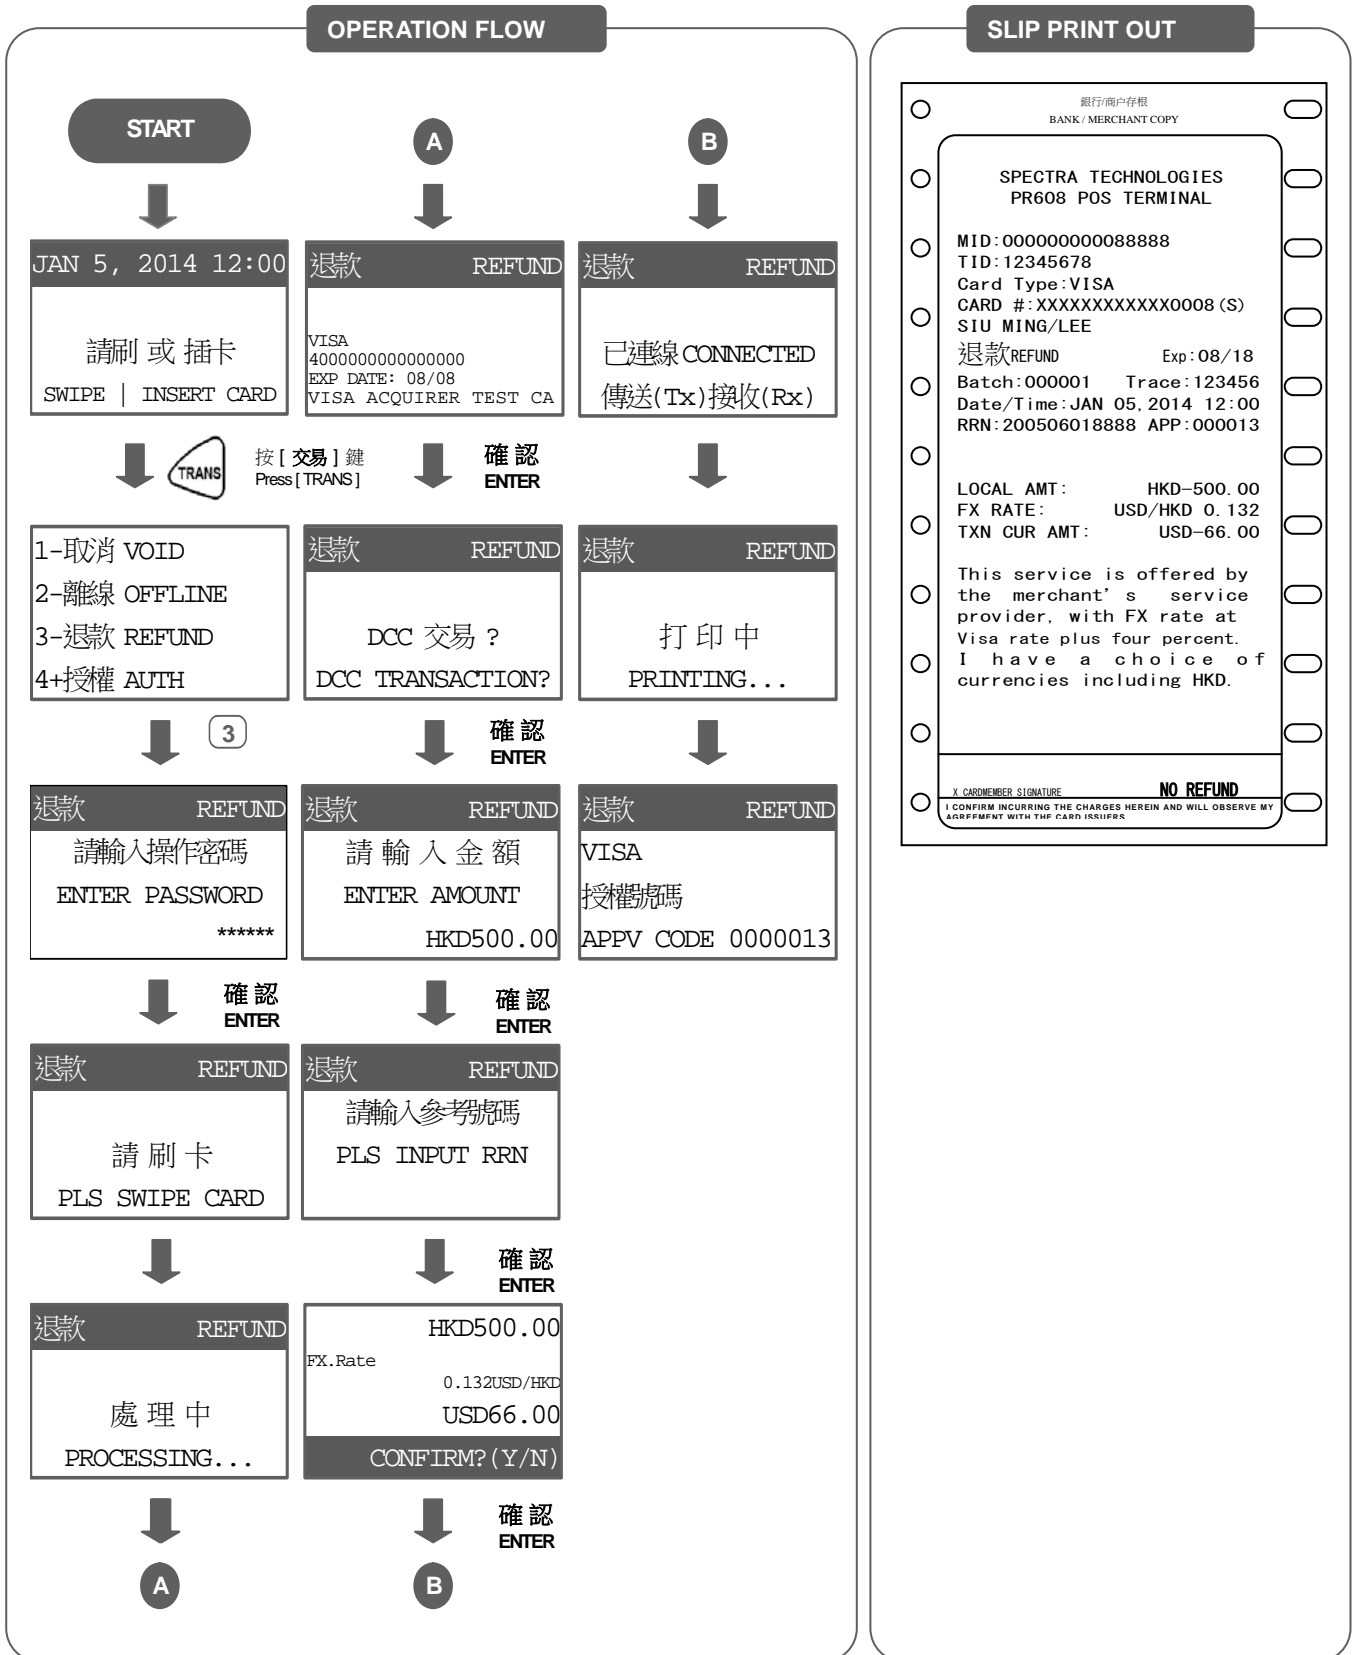 OPERATION FLOW
START
JAN 5, 2014 12:00
請刷 或 插卡
SWIPE | INSERT CARD
TRANS
按 [ 交易 ] 鍵
Press [ TRANS ]
1-取消 VOID
2-離線 OFFLINE
3-退款 REFUND
4+授權 AUTH
3
退款 REFUND
請輸入操作密碼
ENTER PASSWORD
******
確 認
ENTER
退款 REFUND
請 刷 卡
PLS SWIPE CARD
退款 REFUND
處 理 中
PROCESSING...
A
A
退款 REFUND
VISA
4000000000000000
EXP DATE: 08/08
VISA ACQUIRER TEST CA
確 認
ENTER
退款 REFUND
DCC 交易 ?
DCC TRANSACTION?
確 認
ENTER
退款 REFUND
請 輸 入 金 額
ENTER AMOUNT
HKD500.00
確 認
ENTER
退款 REFUND
請輸入參考號碼
PLS INPUT RRN
確 認
ENTER
HKD500.00
FX.Rate
0.132USD/HKD
USD66.00
CONFIRM?(Y/N)
確 認
ENTER
B
B
退款 REFUND
已連線 CONNECTED
傳送(Tx)接收(Rx)
退款 REFUND
打 印 中
PRINTING...
退款 REFUND
VISA
授權號碼
APPV CODE 0000013
SLIP PRINT OUT
銀行/商户存根
BANK / MERCHANT COPY
SPECTRA TECHNOLOGIES
PR608 POS TERMINAL
MID:000000000088888
TID:12345678
Card Type:VISA
CARD #:XXXXXXXXXXXX0008(S)
SIU MING/LEE
退款REFUND Exp:08/18
Batch:000001 Trace:123456
Date/Time:JAN 05,2014 12:00
RRN:200506018888 APP:000013
LOCAL AMT: HKD-500.00
FX RATE: USD/HKD 0.132
TXN CUR AMT: USD-66.00
This service is offered by
the merchant's service
provider, with FX rate at
Visa rate plus four percent.
I have a choice of
currencies including HKD.
X CARDMEMBER SIGNATURE NO REFUND
I CONFIRM INCURRING THE CHARGES HEREIN AND WILL OBSERVE MY
AGREEMENT WITH THE CARD ISSUERS